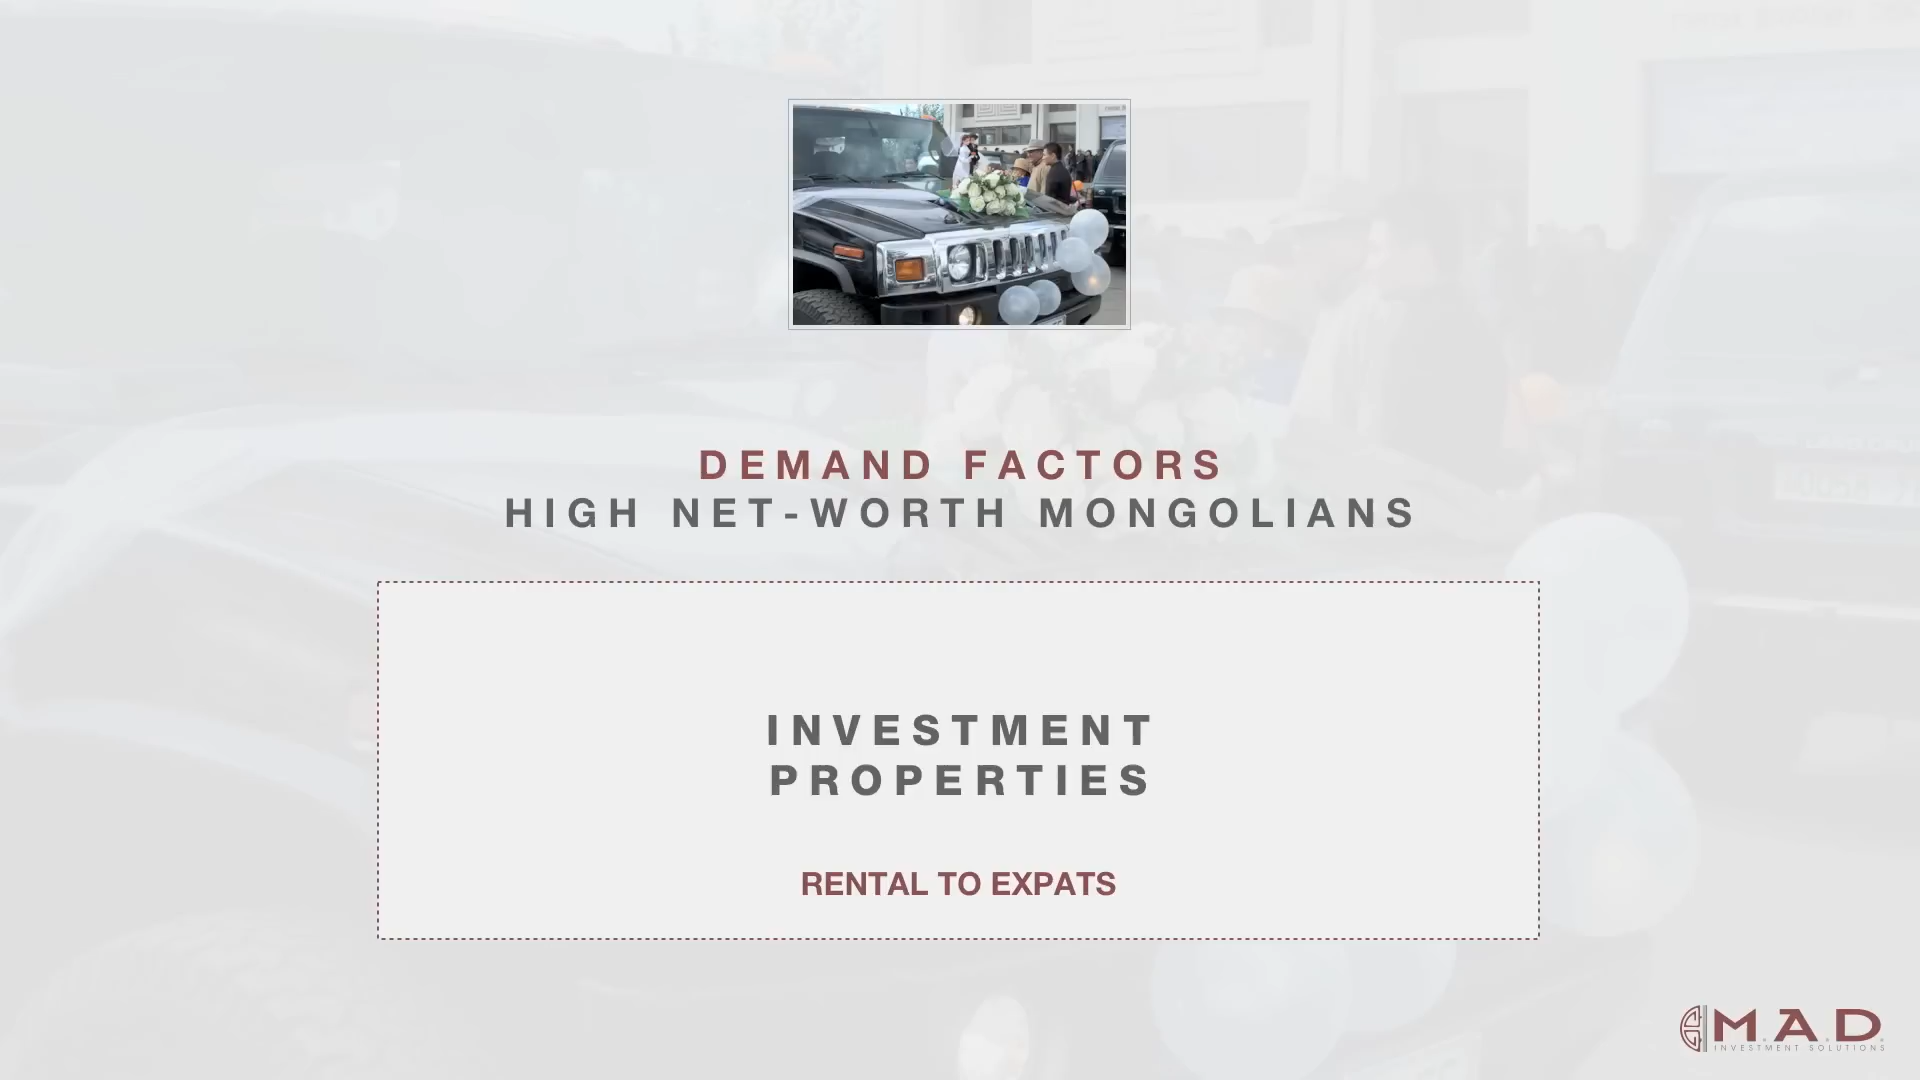 DEMAND FACTORS
HIGH NET-WORTH MONGOLIANS
INVESTMENT
PROPERTIES
RENTAL TO EXPATS
M.A.D.
INVESTMENT SOLUTIONS